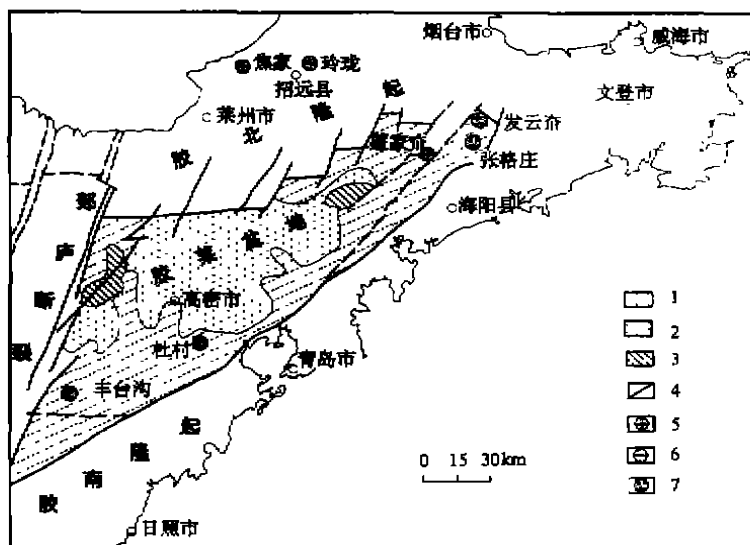 烟台市
威海市
焦家
玲珑
招远县
文登市
莱州市
胶北隆起
发云夼
张格庄
海阳县
郯庐断裂
胶莱盆地
高密市
杜村
青岛市
丰台沟
胶南隆起
日照市
0 15 30km
1
2
3
4
5
6
7